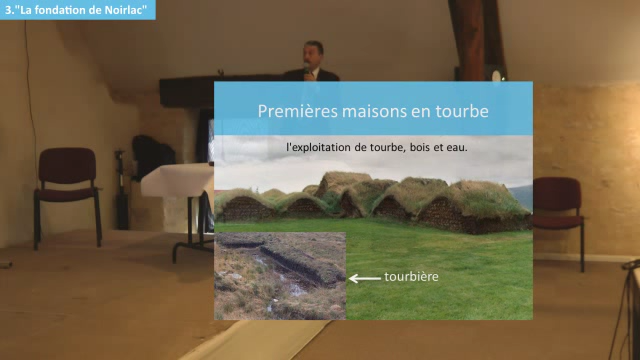 3."La fondation de Noirlac"
Premières maisons en tourbe
l'exploitation de tourbe, bois et eau.
tourbière